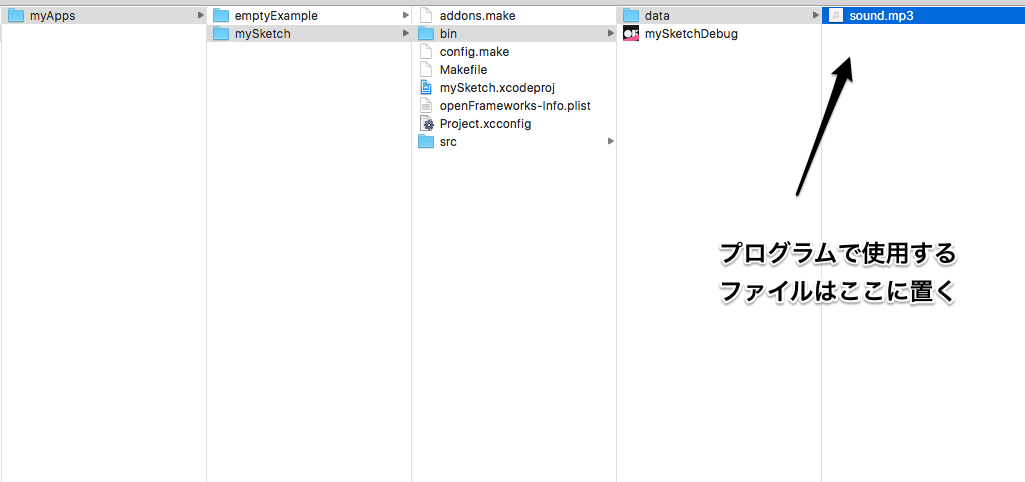 myApps
emptyExample
mySketch
addons.make
bin
config.make
Makefile
mySketch.xcodeproj
openFrameworks-Info.plist
Project.xcconfig
src
data
mySketchDebug
sound.mp3
プログラムで使用する
ファイルはここに置く